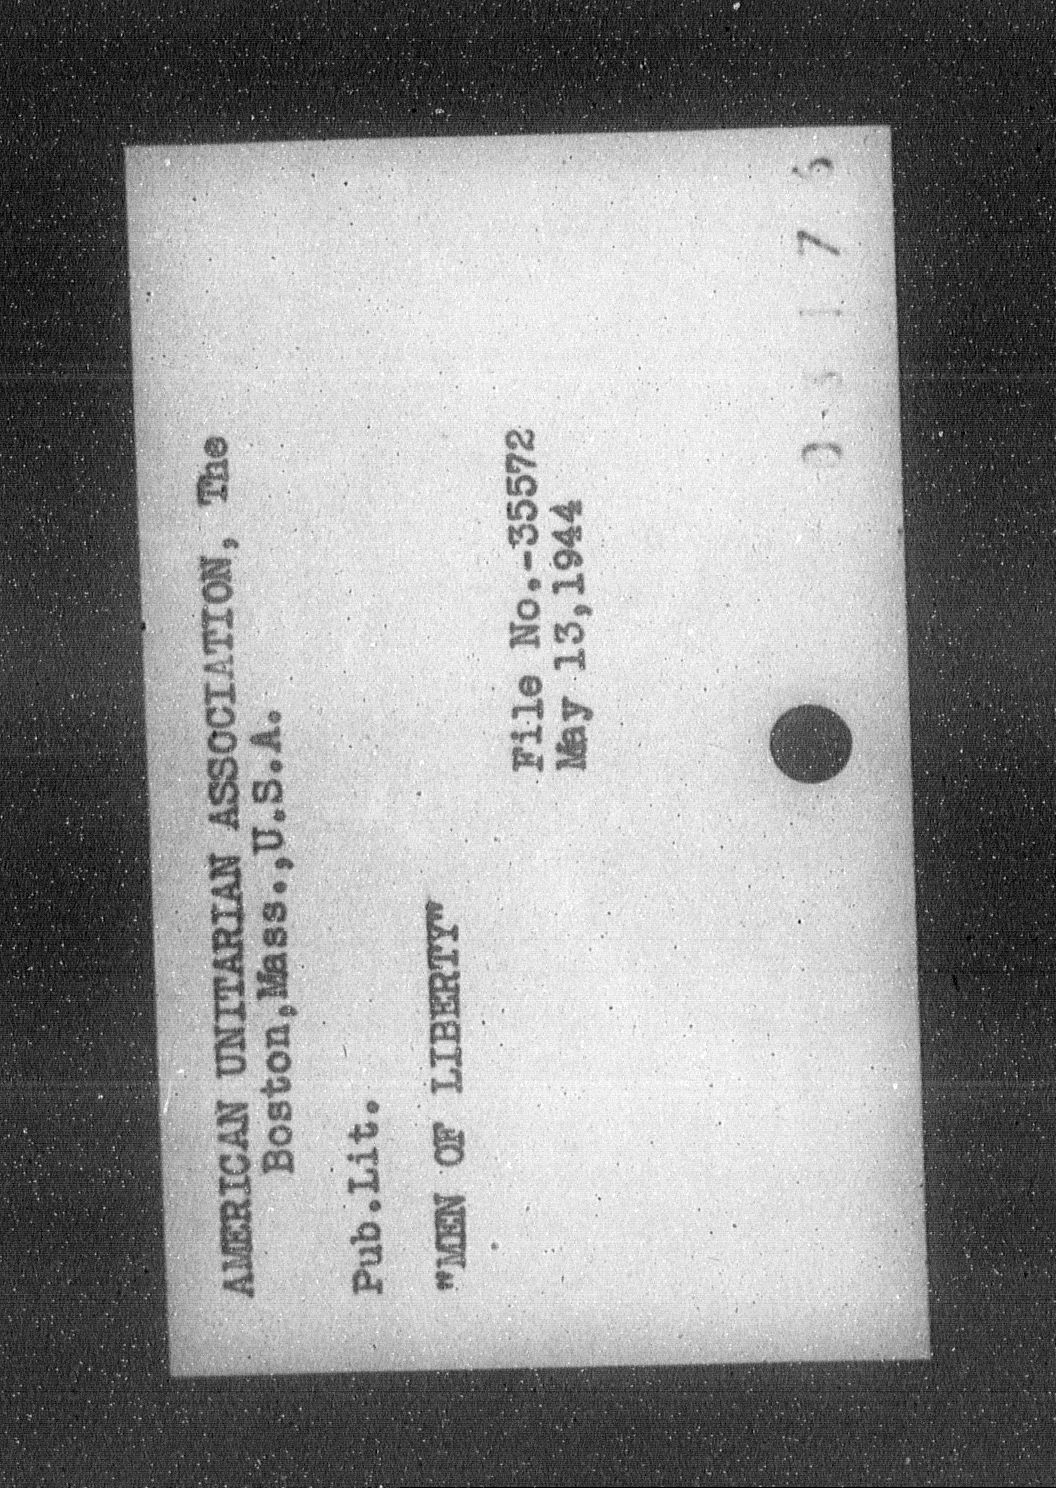 AMERICAN UNITARIAN ASSOCIATION, The
Boston,Mass.,U.S.A.
Pub.Lit.
"MEN OF LIBERTY"
File No.-35572
May 13,1944